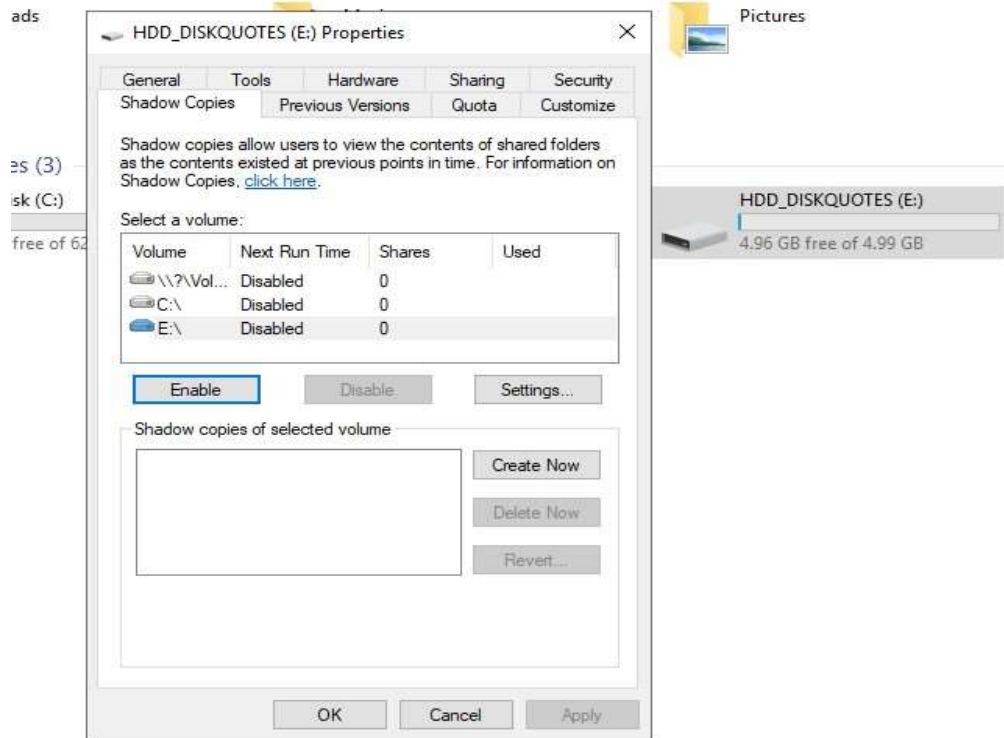 ads
Pictures
HDD_DISKQUOTES (E:) Properties
General Tools Hardware Sharing Security
Shadow Copies Previous Versions Quota Customize
Shadow copies allow users to view the contents of shared folders
as the contents existed at previous points in time. For information on
Shadow Copies, click here.
Select a volume:
Volume Next Run Time Shares Used
\\?\Vol... Disabled 0
C:\ Disabled 0
E:\ Disabled 0
Enable Disable Settings...
Shadow copies of selected volume
Create Now
Delete Now
Revert...
OK Cancel Apply
es (3)
isk (C:)
free of 62
HDD_DISKQUOTES (E:)
4.96 GB free of 4.99 GB